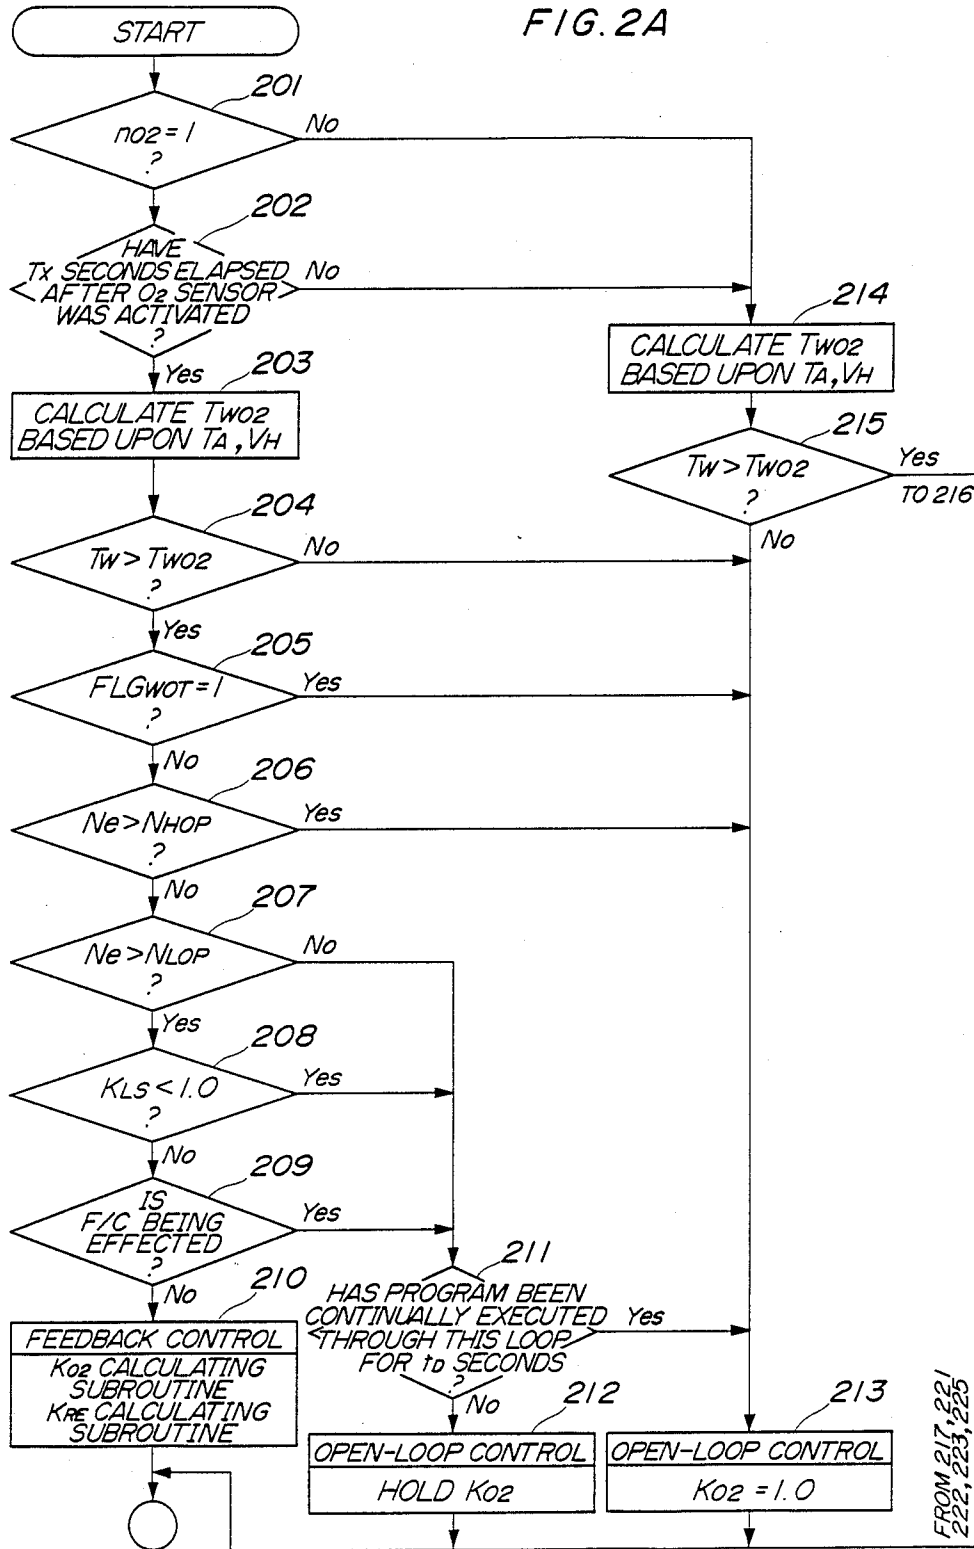 FIG. 2A
START
201
nO2 = 1
?
No
202
HAVE
Tx SECONDS ELAPSED
AFTER O2 SENSOR
WAS ACTIVATED
?
No
Yes
203
CALCULATE TWO2
BASED UPON TA, VH
214
CALCULATE TWO2
BASED UPON TA, VH
215
TW > TWO2
?
Yes
TO 216
No
204
TW > TWO2
?
No
Yes
205
FLGWOT = 1
?
Yes
No
206
Ne > NHOP
?
Yes
No
207
Ne > NLOP
?
No
Yes
208
KLS < 1.0
?
Yes
No
209
IS
F/C BEING
EFFECTED
?
Yes
No
210
FEEDBACK CONTROL
KO2 CALCULATING
SUBROUTINE
KRE CALCULATING
SUBROUTINE
211
HAS PROGRAM BEEN
CONTINUALLY EXECUTED
THROUGH THIS LOOP
FOR tD SECONDS
?
Yes
No
212
OPEN-LOOP CONTROL
HOLD KO2
213
OPEN-LOOP CONTROL
KO2 = 1.0
FROM 217, 221
222, 223, 225